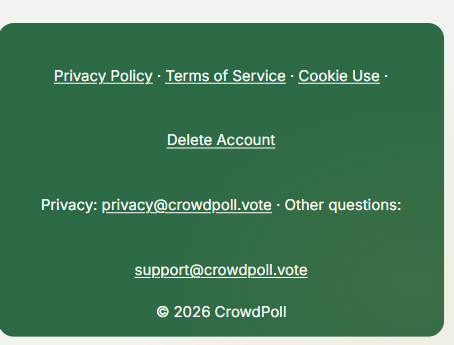 Privacy Policy · Terms of Service · Cookie Use ·
Delete Account
Privacy: privacy@crowdpoll.vote · Other questions:
support@crowdpoll.vote
© 2026 CrowdPoll